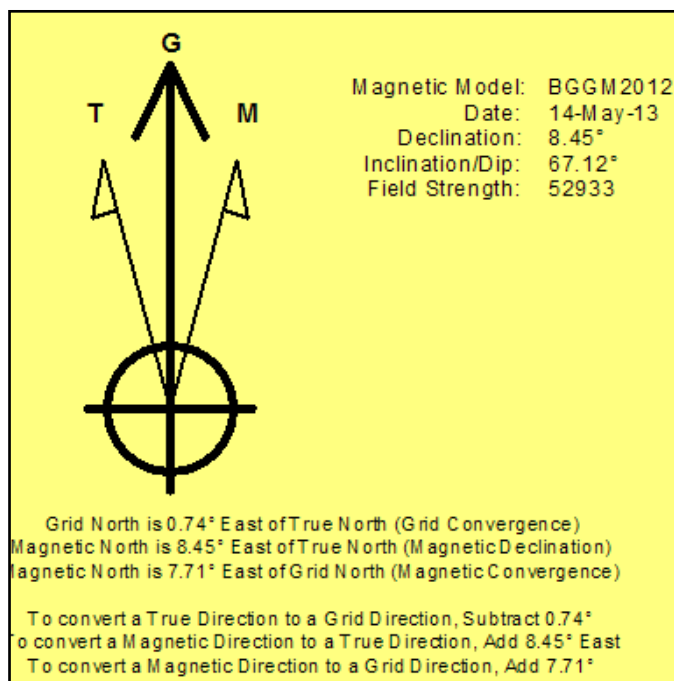 G
T
M
Magnetic Model: BGGM2012
Date: 14-May-13
Declination: 8.45°
Inclination/Dip: 67.12°
Field Strength: 52933
Grid North is 0.74° East of True North (Grid Convergence)
Magnetic North is 8.45° East of True North (Magnetic Declination)
Magnetic North is 7.71° East of Grid North (Magnetic Convergence)
To convert a True Direction to a Grid Direction, Subtract 0.74°
To convert a Magnetic Direction to a True Direction, Add 8.45° East
To convert a Magnetic Direction to a Grid Direction, Add 7.71°